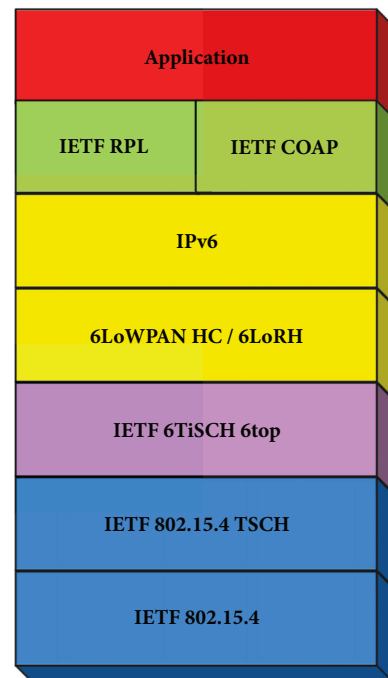 Application
IETF RPL
IETF COAP
IPv6
6LoWPAN HC / 6LoRH
IETF 6TiSCH 6top
IETF 802.15.4 TSCH
IETF 802.15.4